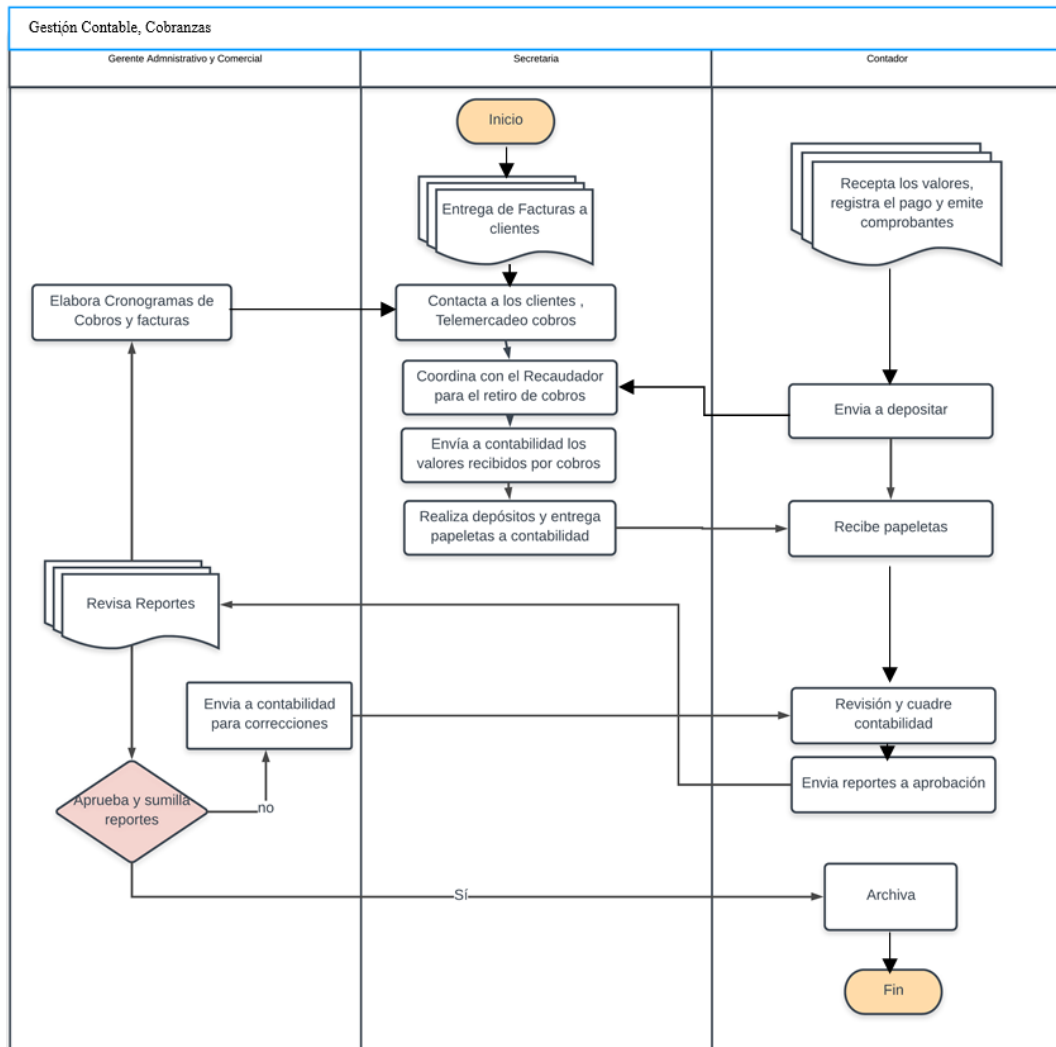 Gestión Contable, Cobranzas
Gerente Admnistrativo y Comercial
Secretaria
Contador
Inicio
Entrega de Facturas a
clientes
Recepta los valores,
registra el pago y emite
comprobantes
Elabora Cronogramas de
Cobros y facturas
Contacta a los clientes ,
Telemercadeo cobros
Coordina con el Recaudador
para el retiro de cobros
Envia a depositar
Envía a contabilidad los
valores recibidos por cobros
Realiza depósitos y entrega
papeletas a contabilidad
Recibe papeletas
Revisa Reportes
Envia a contabilidad
para correcciones
Revisión y cuadre
contabilidad
Envia reportes a aprobación
Aprueba y sumilla
reportes
no
Sí
Archiva
Fin